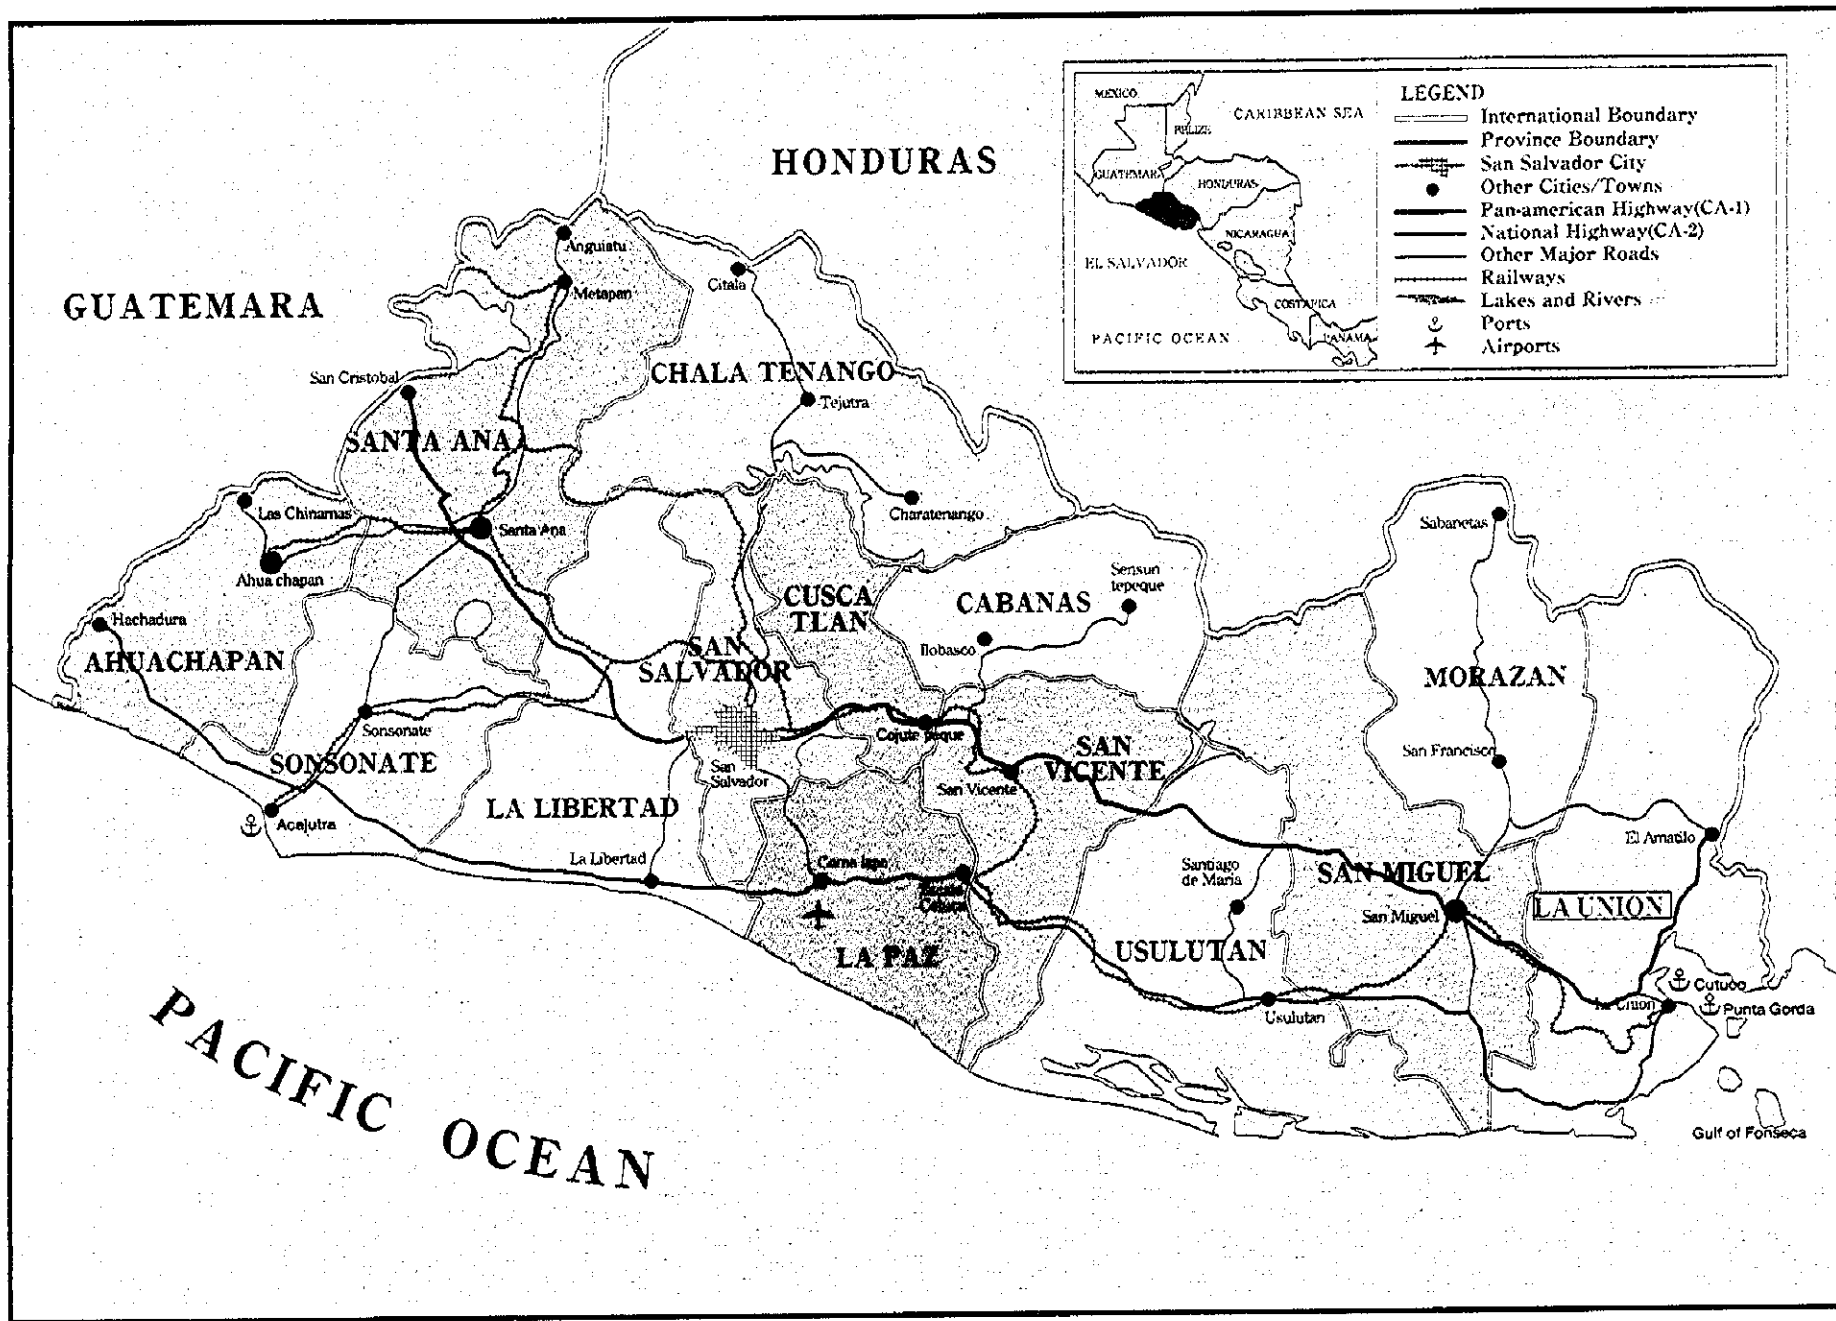 HONDURAS
GUATEMARA
MEXICO
BELIZE
CARIBBEAN SEA
GUATEMARA
HONDURAS
NICARAGUA
EL SALVADOR
COSTARICA
PACIFIC OCEAN
PANAMA
LEGEND
International Boundary
Province Boundary
San Salvador City
Other Cities/Towns
Pan-american Highway(CA-1)
National Highway(CA-2)
Other Major Roads
Railways
Lakes and Rivers
Ports
Airports
Anguiatu
Metapan
Citala
San Cristobal
CHALA TENANGO
Tejutra
SANTA ANA
Las Chinamas
Santa Ana
Charatenango
Sabanetas
Ahua chapan
Sensun
tepeque
Hachadura
CUSCA
TLAN
CABANAS
Ilobasco
AHUACHAPAN
SAN
SALVADOR
MORAZAN
Sonsonate
Cojute peque
SAN
VICENTE
San Francisco
SONSONATE
San
Salvador
San Vicente
LA LIBERTAD
Acajutra
El Amatilo
La Libertad
Santiago
de Maria
SAN MIGUEL
San Miguel
LA UNION
USULUTAN
LA PAZ
Cutuco
Usulutan
La Union
Punta Gorda
Gulf of Fonseca
PACIFIC OCEAN